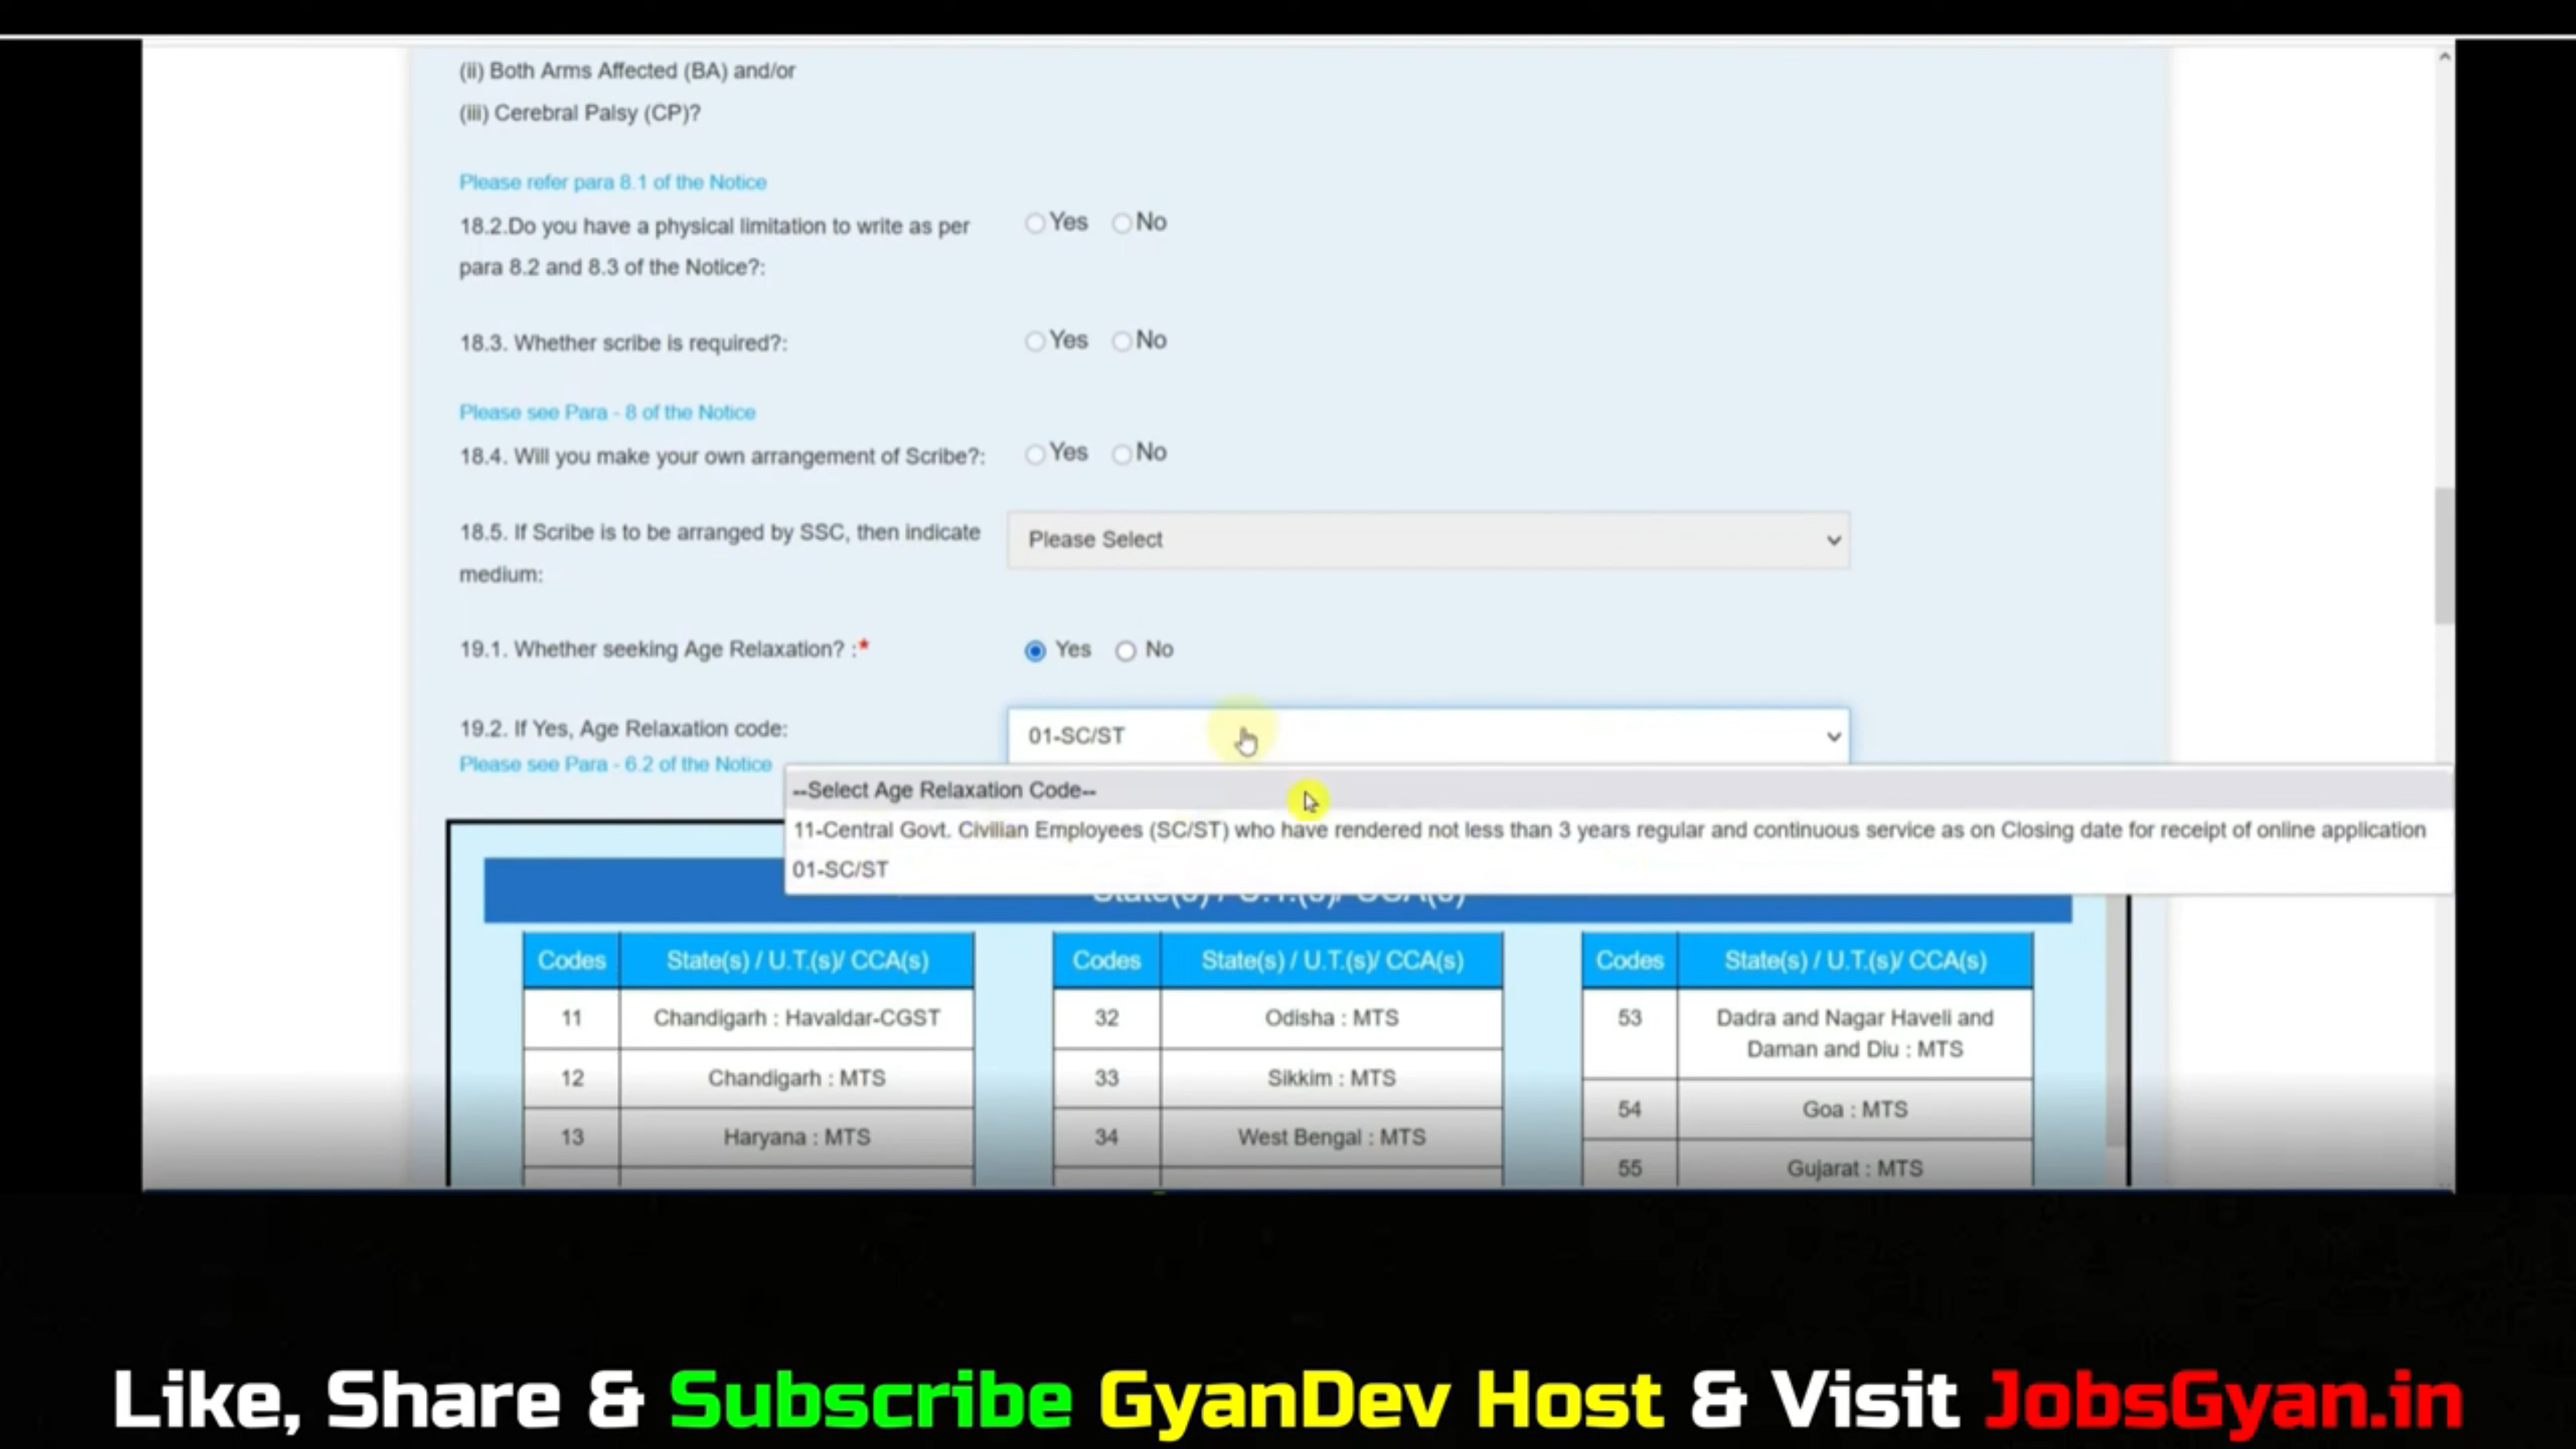 (ii) Both Arms Affected (BA) and/or
(iii) Cerebral Palsy (CP)?
Please refer para 8.1 of the Notice
18.2.Do you have a physical limitation to write as per
para 8.2 and 8.3 of the Notice?:
Yes No
18.3. Whether scribe is required?: Yes No
Please see Para - 8 of the Notice
18.4. Will you make your own arrangement of Scribe?: Yes No
18.5. If Scribe is to be arranged by SSC, then indicate
medium:
Please Select
19.1. Whether seeking Age Relaxation? :* Yes No
19.2. If Yes, Age Relaxation code: 01-SC/ST
Please see Para - 6.2 of the Notice
--Select Age Relaxation Code--
11-Central Govt. Civilian Employees (SC/ST) who have rendered not less than 3 years regular and continuous service as on Closing date for receipt of online application
01-SC/ST
State(s) / U.T.(s)/ CCA(s)
Codes State(s) / U.T.(s)/ CCA(s)
11 Chandigarh : Havaldar-CGST
12 Chandigarh : MTS
13 Haryana : MTS
Codes State(s) / U.T.(s)/ CCA(s)
32 Odisha : MTS
33 Sikkim : MTS
34 West Bengal : MTS
Codes State(s) / U.T.(s)/ CCA(s)
53 Dadra and Nagar Haveli and
Daman and Diu : MTS
54 Goa : MTS
55 Gujarat : MTS
Like, Share & Subscribe GyanDev Host & Visit JobsGyan.in